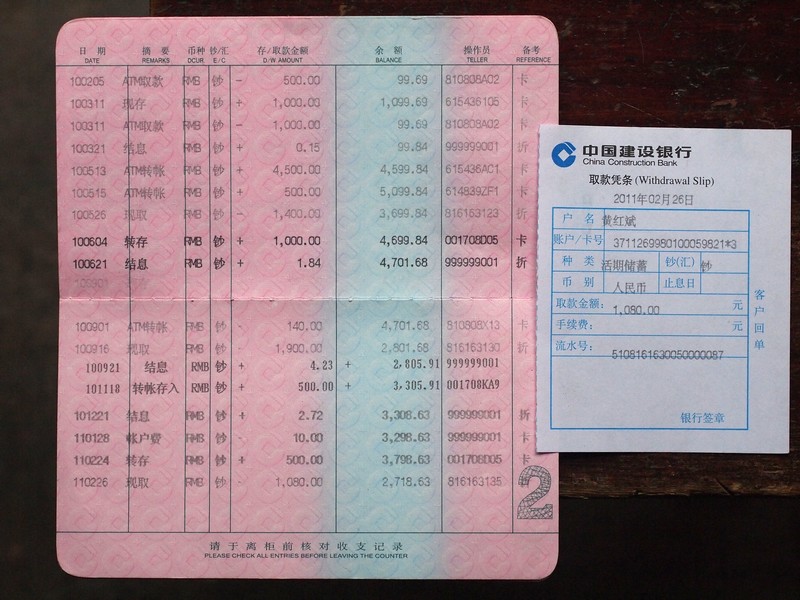 日期 摘要 币种 钞/汇 存/取款金额 余额 操作员 备考
DATE REMARKS DCUR E/C D/W.AMOUNT BALANCE TELLER REFERENCE
100205 ATM取款 RMB 钞 - 500.00 99.69 810808A02 卡
100311 现存 RMB 钞 + 1,000.00 1,099.69 615436105 卡
100311 ATM取款 RMB 钞 - 1,000.00 99.69 810808A02 卡
100321 结息 RMB 钞 + 0.15 99.84 999999001 折
100513 ATM转帐 RMB 钞 + 4,500.00 4,599.84 615436AC1 卡
100515 ATM转帐 RMB 钞 + 500.00 5,099.84 614839ZF1 卡
100526 现取 RMB 钞 - 1,400.00 3,699.84 816163123 折
100604 转存 RMB 钞 + 1,000.00 4,699.84 001708D05 卡
100621 结息 RMB 钞 + 1.84 4,701.68 999999001 折
100901 ATM转帐 RMB 钞 - 140.00 4,701.68 810808X13 卡
100916 现取 RMB 钞 - 1,900.00 2,801.68 816163130 折
100921 结息 RMB 钞 + 4.23 + 2,805.91 999999001
101118 转帐存入 RMB 钞 + 500.00 + 3,305.91 001708KA9
101221 结息 RMB 钞 + 2.72 3,308.63 999999001 折
110128 帐户费 RMB 钞 - 10.00 3,298.63 999999001 卡
110224 转存 RMB 钞 + 500.00 3,798.63 001708D05 卡
110226 现取 RMB 钞 - 1,080.00 2,718.63 816163135
2
请于离柜前核对收支记录
PLEASE CHECK ALL ENTRIES BEFORE LEAVING THE COUNTER
中国建设银行
China Construction Bank
取款凭条 (Withdrawal Slip)
2011年02月26日
户名 黄红斌
账户/卡号 3711269980100059821*3
种类 活期储蓄 钞(汇) 钞
币别 人民币 止息日
取款金额: 1,080.00 元
手续费: 元
流水号: 5108161630050000087
银行签章
客户回单